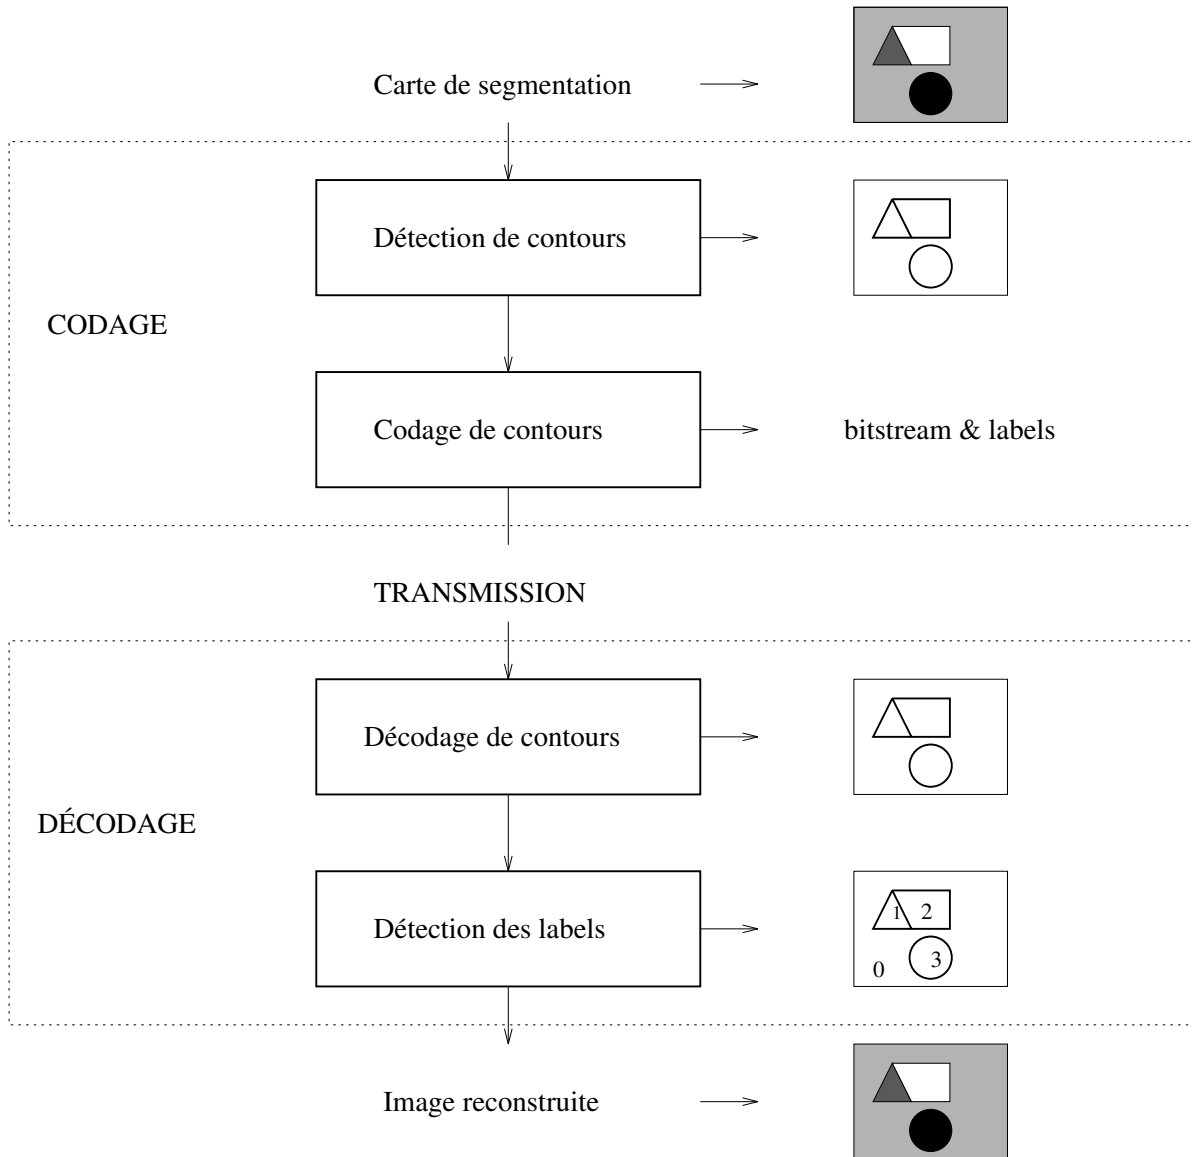 Carte de segmentation
Détection de contours
CODAGE
Codage de contours
bitstream & labels
TRANSMISSION
Décodage de contours
DÉCODAGE
1 2
Détection des labels
3
0
Image reconstruite